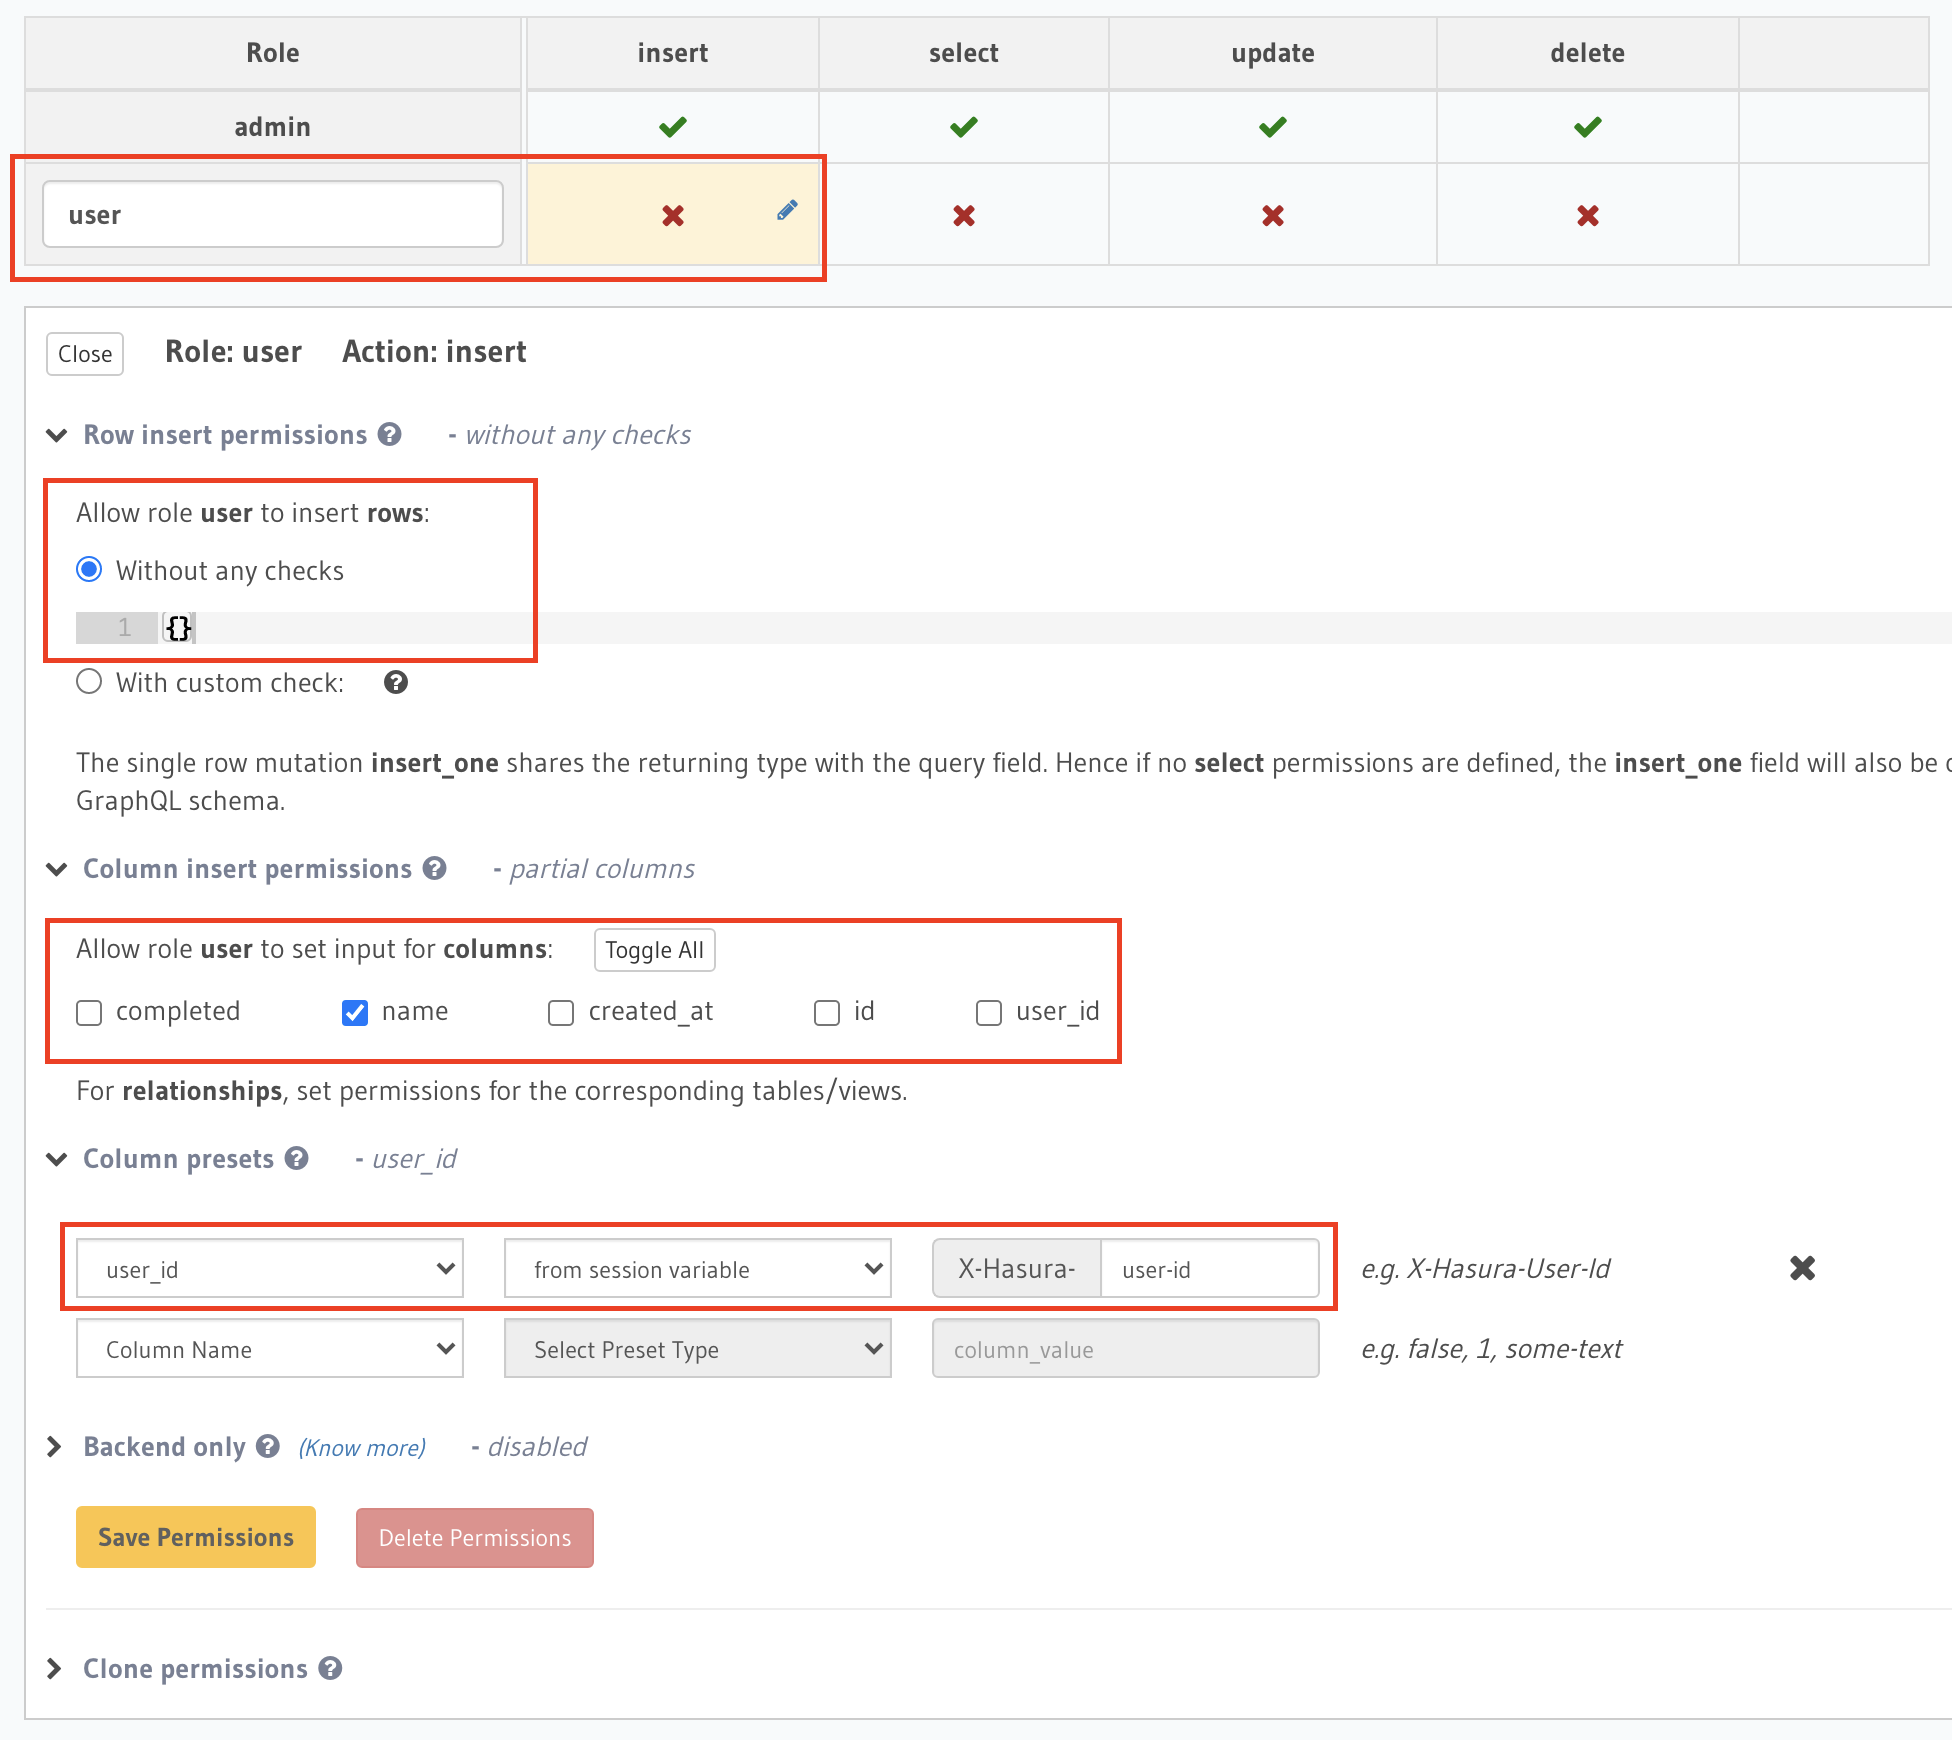 Role insert select update delete
admin
user
Close Role: user Action: insert
Row insert permissions - without any checks
Allow role user to insert rows:
Without any checks
1 {}
With custom check:
The single row mutation insert_one shares the returning type with the query field. Hence if no select permissions are defined, the insert_one field will also be
GraphQL schema.
Column insert permissions - partial columns
Allow role user to set input for columns: Toggle All
completed name created_at id user_id
For relationships, set permissions for the corresponding tables/views.
Column presets - user_id
user_id from session variable X-Hasura- user-id e.g. X-Hasura-User-Id
Column Name Select Preset Type column_value e.g. false, 1, some-text
Backend only (Know more) - disabled
Save Permissions Delete Permissions
Clone permissions